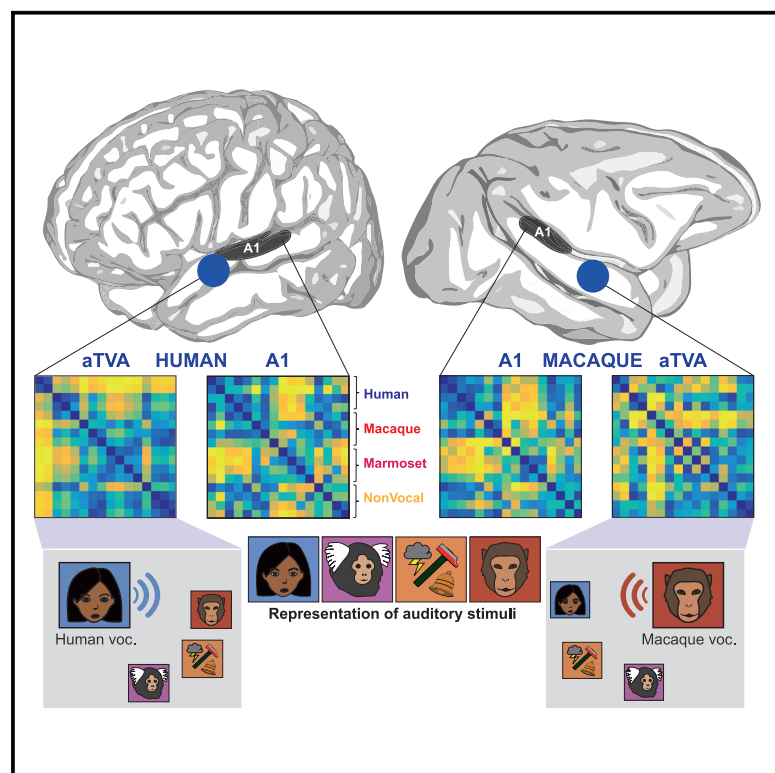 A1
A1
aTVA HUMAN A1
A1 MACAQUE aTVA
Human
Macaque
Marmoset
NonVocal
Representation of auditory stimuli
Human voc.
Macaque voc.